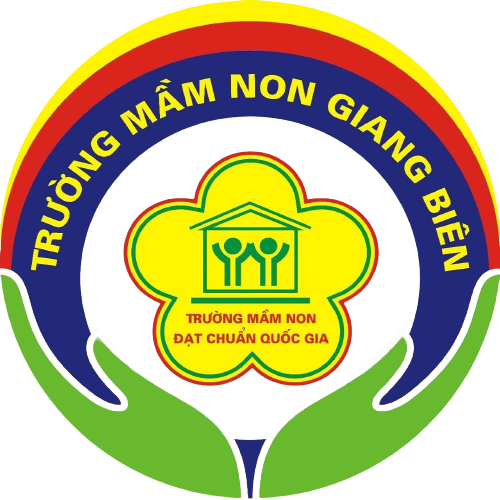 TRƯỜNG MẦM NON GIANG BIÊN
TRƯỜNG MẦM NON
ĐẠT CHUẨN QUỐC GIA